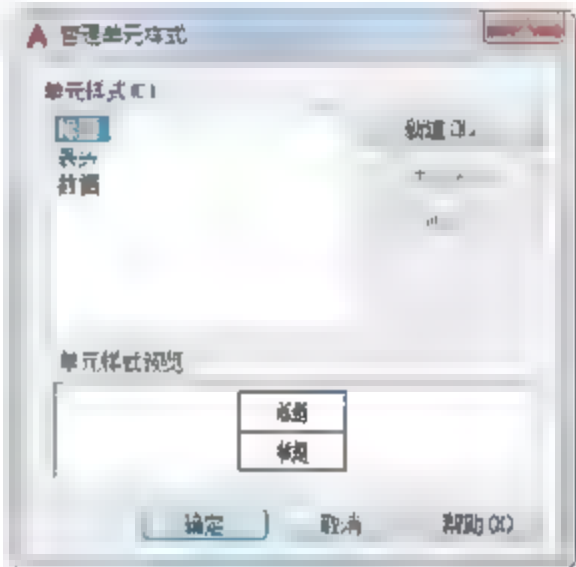 管理单元样式
单元样式(C)
标题
新建(N)...
表头
数据
单元样式预览
标题
标题
确定
取消
帮助(H)